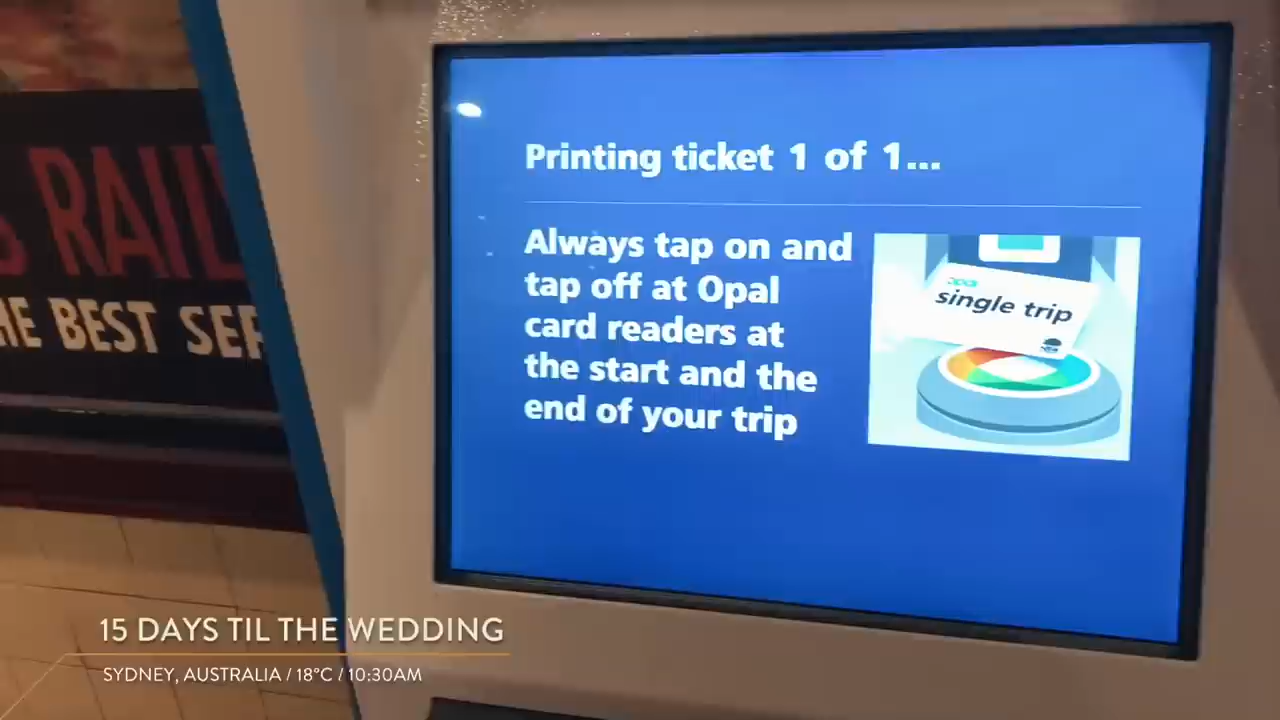 Printing ticket 1 of 1...
Always tap on and
tap off at Opal
card readers at
the start and the
end of your trip
opal
single trip
RAIL
THE BEST SER
15 DAYS TIL THE WEDDING
SYDNEY, AUSTRALIA / 18°C / 10:30AM